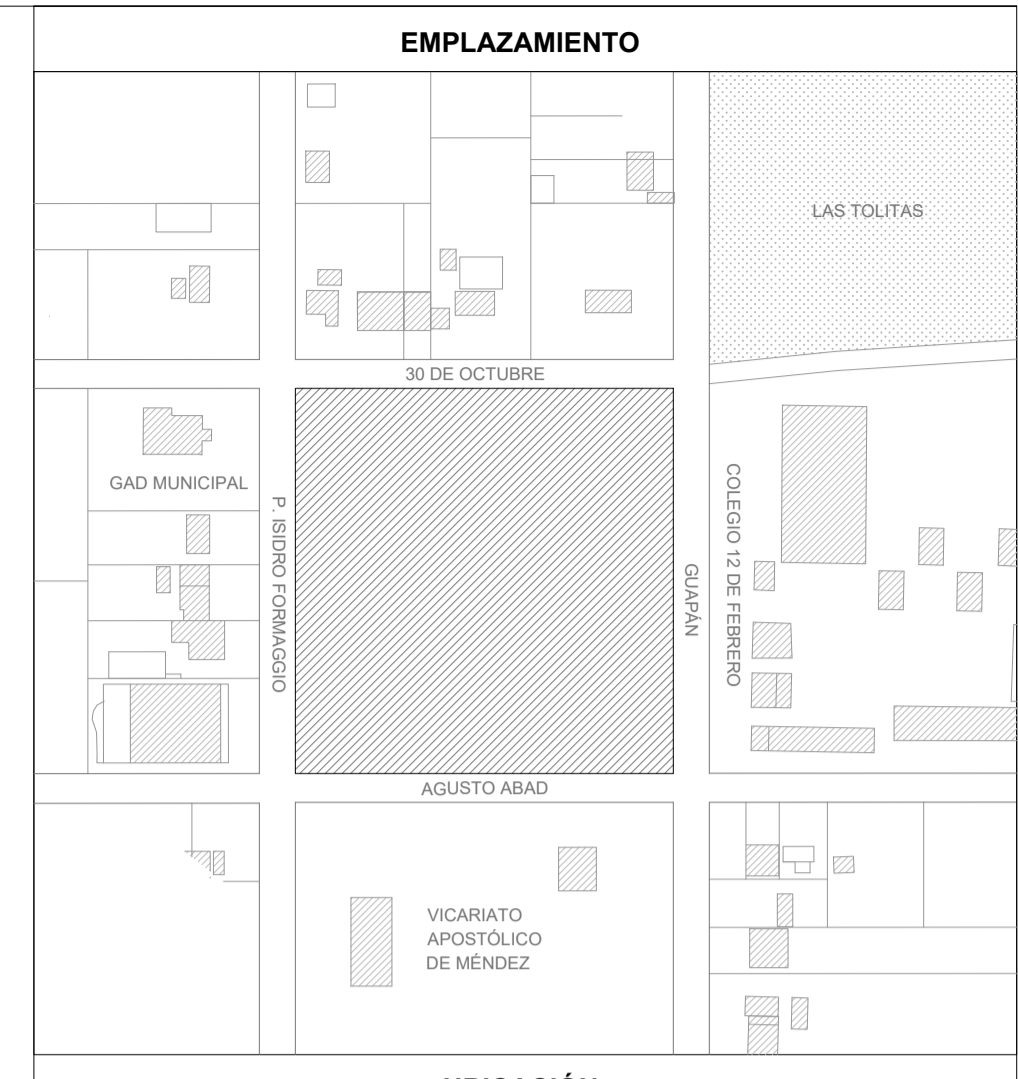 EMPLAZAMIENTO
LAS TOLITAS
30 DE OCTUBRE
GAD MUNICIPAL
P. ISIDRO FORMAGGIO
GUAPÁN
COLEGIO 12 DE FEBRERO
AGUSTO ABAD
VICARIATO
APOSTÓLICO
DE MÉNDEZ
UBICACIÓN